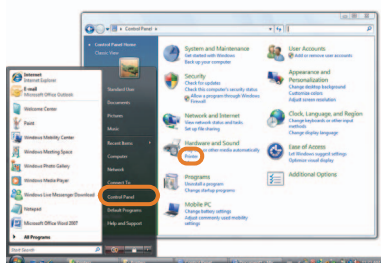 Control Panel
Control Panel Home
Classic View
System and Maintenance
Get started with Windows
Back up your computer
Security
Check for updates
Check this computer's security status
Allow a program through Windows
Firewall
Network and Internet
View network status and tasks
Set up file sharing
Hardware and Sound
or other media automatically
Printer
Programs
Uninstall a program
Change startup programs
Mobile PC
Change battery settings
Adjust commonly used mobility
settings
User Accounts
Add or remove user accounts
Appearance and
Personalization
Change desktop background
Customize colors
Adjust screen resolution
Clock, Language, and Region
Change keyboards or other input
methods
Change display language
Ease of Access
Let Windows suggest settings
Optimize visual display
Additional Options
Internet
Internet Explorer
E-mail
Microsoft Office Outlook
Welcome Center
Paint
Windows Mobility Center
Windows Meeting Space
Windows Photo Gallery
Windows Media Player
Windows Live Messenger Download
Notepad
Microsoft Office Word 2007
All Programs
Start Search
Standard User
Documents
Pictures
Music
Recent Items
Computer
Network
Connect To
Control Panel
Default Programs
Help and Support